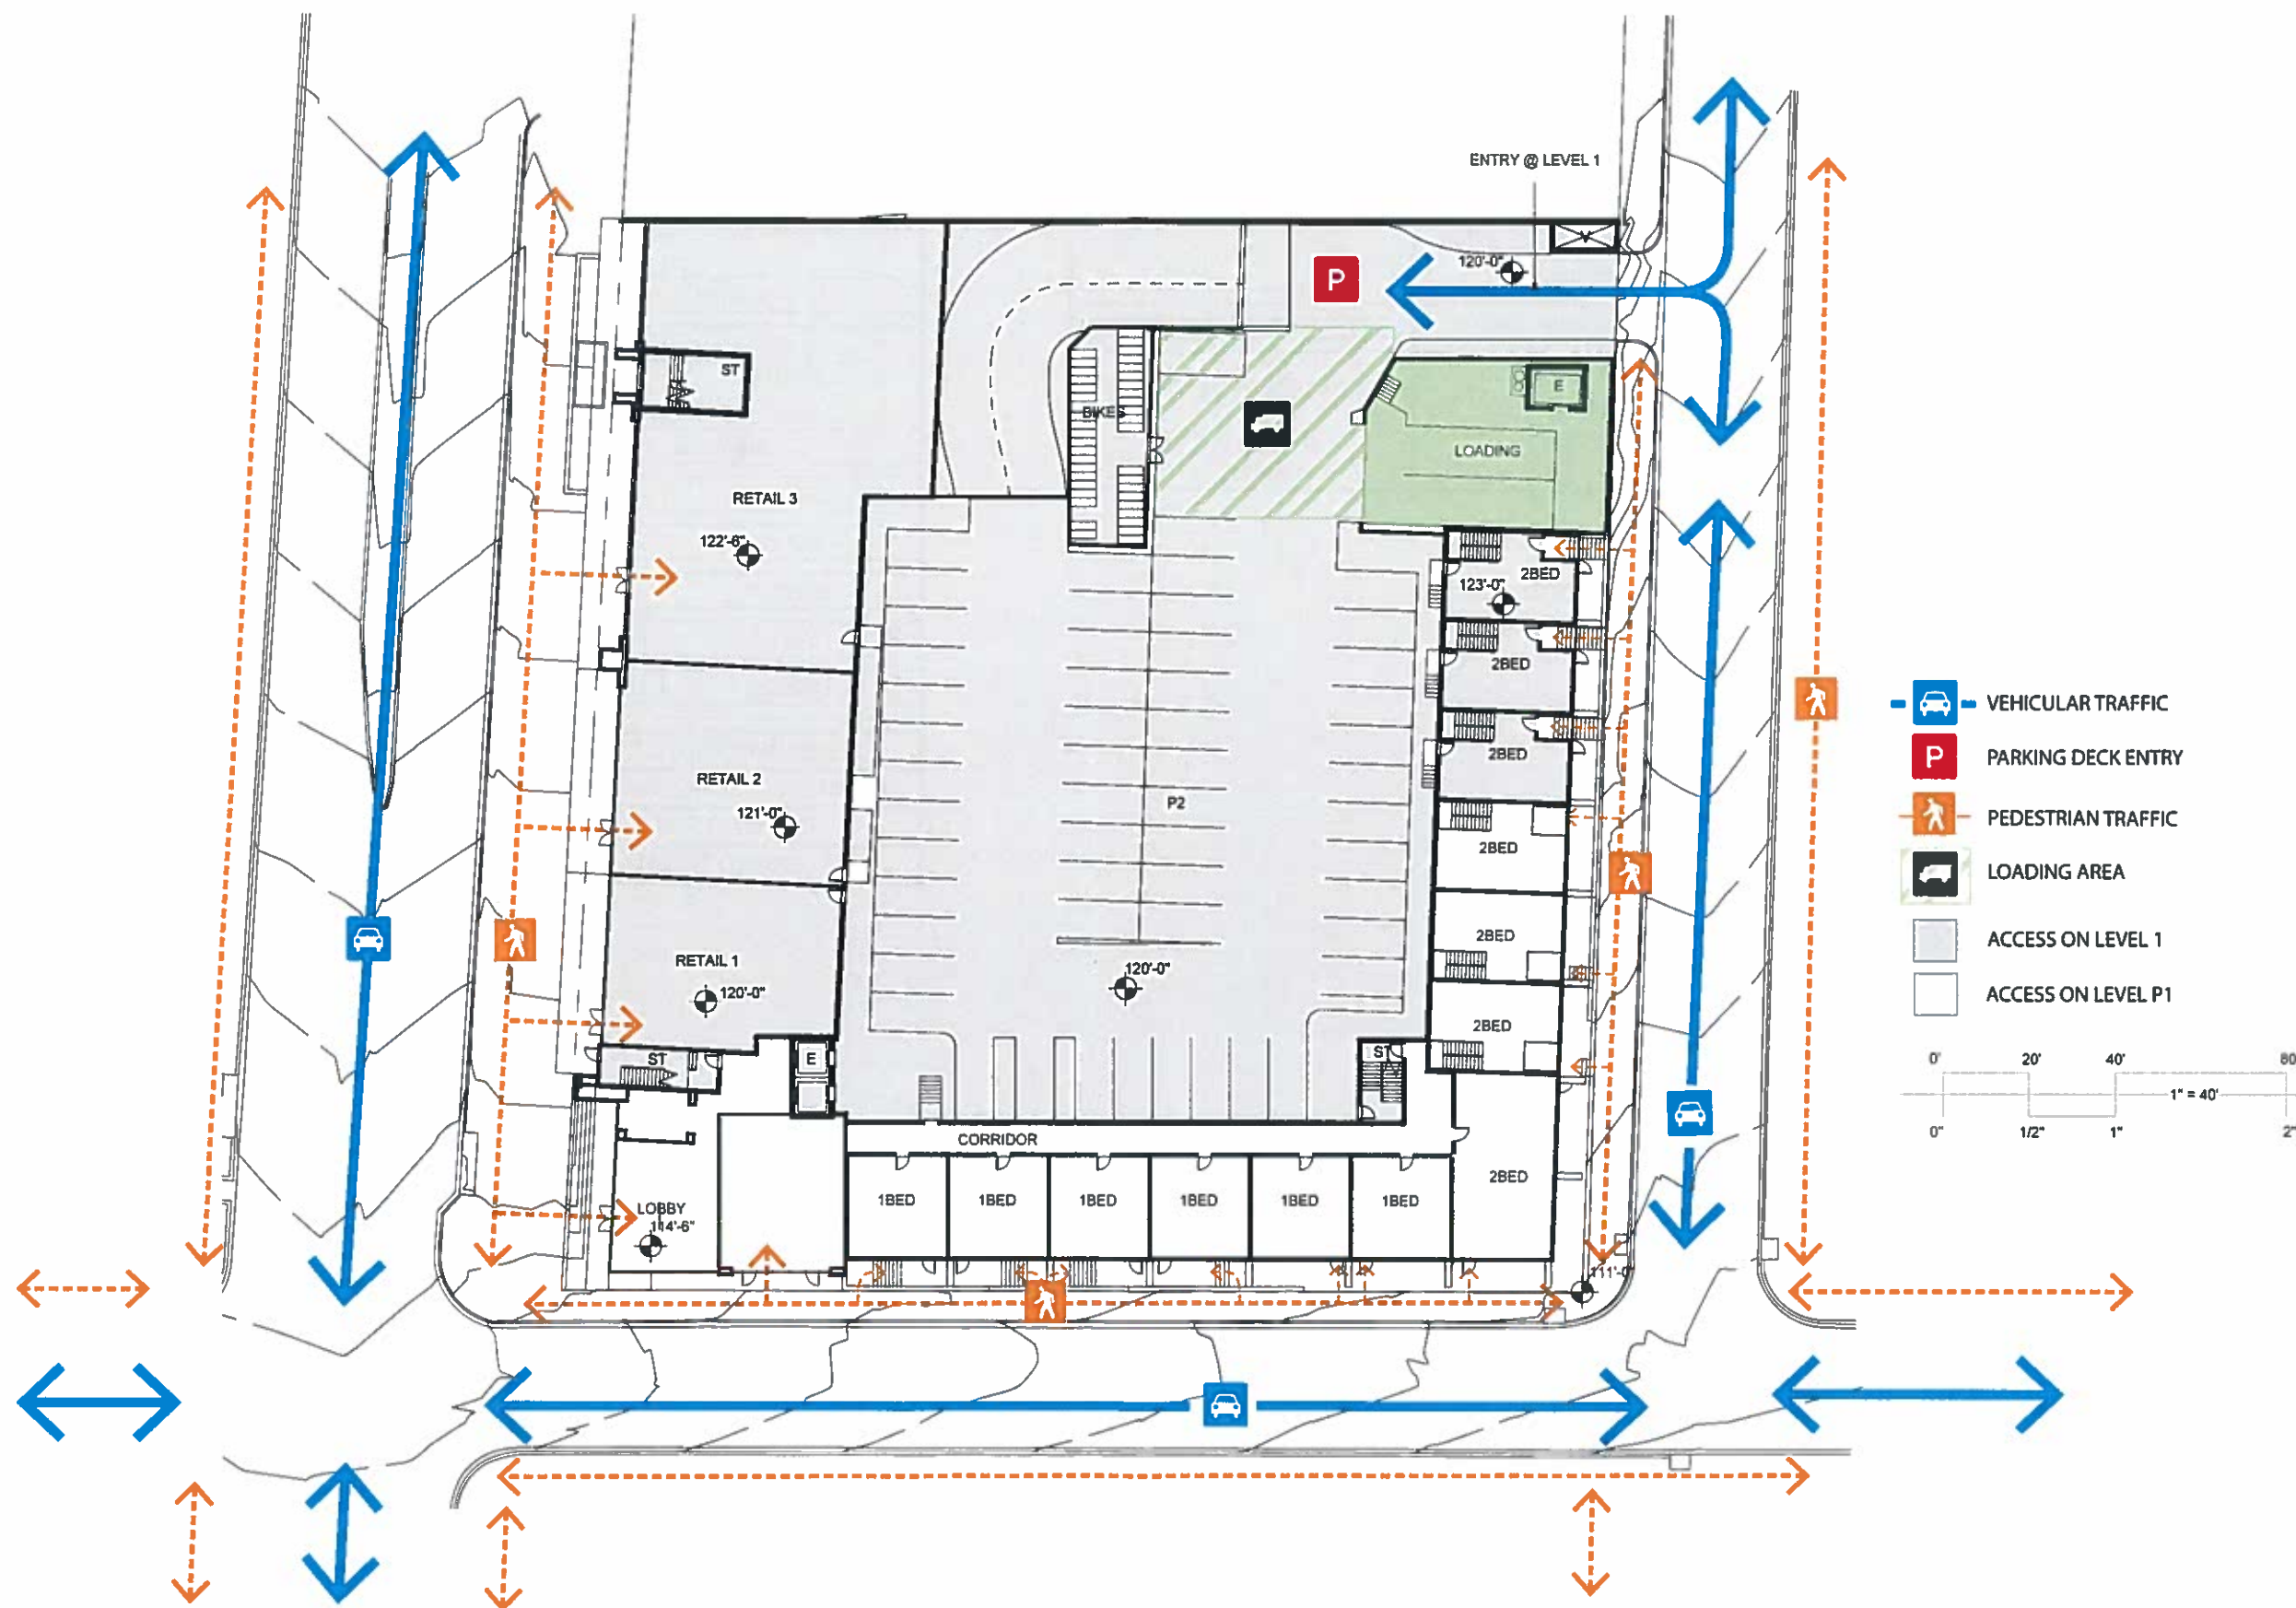 ENTRY @ LEVEL 1
P
120'-0"
ST
E
BIKES
LOADING
RETAIL 3
122'-6"
2BED
123'-0"
2BED
2BED
RETAIL 2
121'-0"
P2
2BED
2BED
RETAIL 1
120'-0"
120'-0"
2BED
ST
E
ST
CORRIDOR
2BED
1BED
1BED
1BED
1BED
1BED
1BED
LOBBY
114'-6"
111'-0"
VEHICULAR TRAFFIC
P
PARKING DECK ENTRY
PEDESTRIAN TRAFFIC
LOADING AREA
ACCESS ON LEVEL 1
ACCESS ON LEVEL P1
0' 20' 40' 80
1" = 40'
0" 1/2" 1" 2"